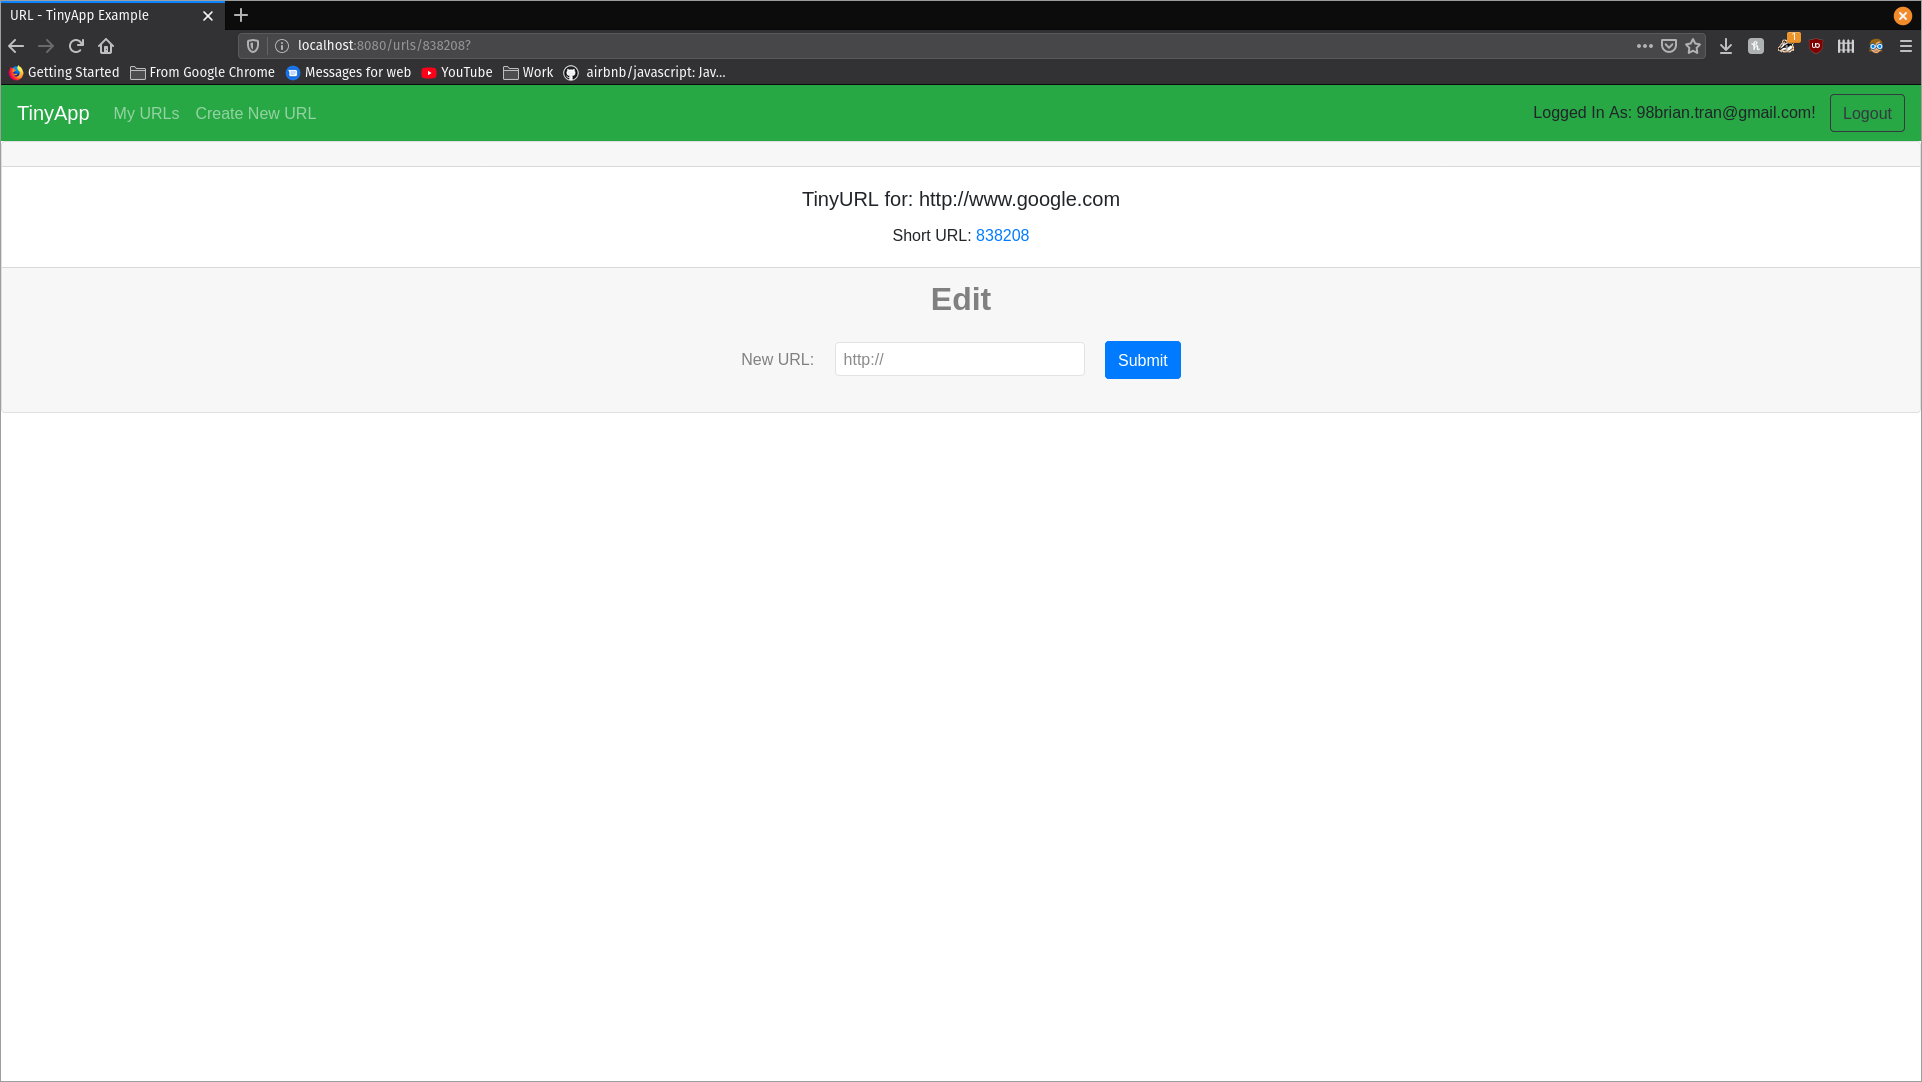 URL - TinyApp Example
localhost:8080/urls/838208?
1
Getting Started From Google Chrome Messages for web YouTube Work airbnb/javascript: Jav...
TinyApp My URLs Create New URL Logged In As: 98brian.tran@gmail.com! Logout
TinyURL for: http://www.google.com
Short URL: 838208
Edit
New URL: http:// Submit